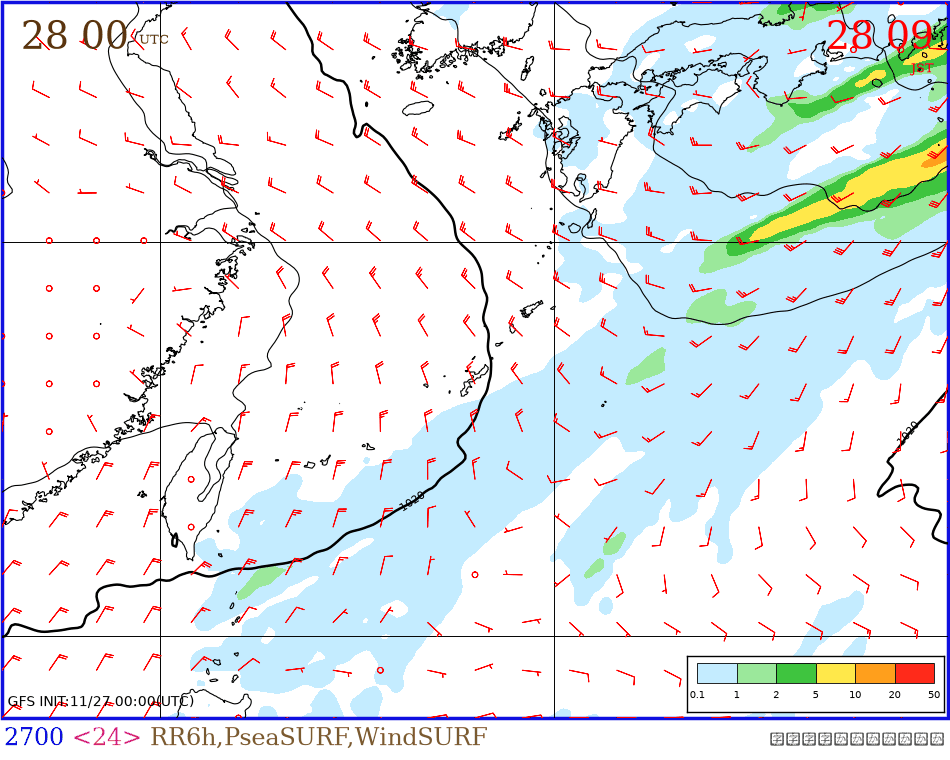 28 00 UTC
28 09
JST
1020
1020
GFS INIT:11/27 00:00(UTC)
0.1 1 2 5 10 20 50
2700 <24> RR6h,PseaSURF,WindSURF